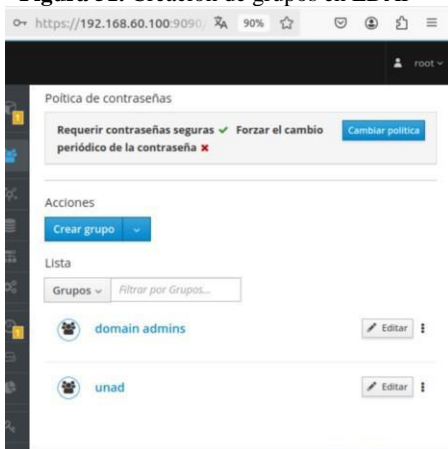 Figura 31. Creación de grupos en LDAP
https://192.168.60.100:9090/
90%
root
Poítica de contraseñas
Requerir contraseñas seguras ✓ Forzar el cambio
periódico de la contraseña ✖
Cambiar política
Acciones
Crear grupo
Lista
Grupos
Filtrar por Grupos...
domain admins
Editar
unad
Editar